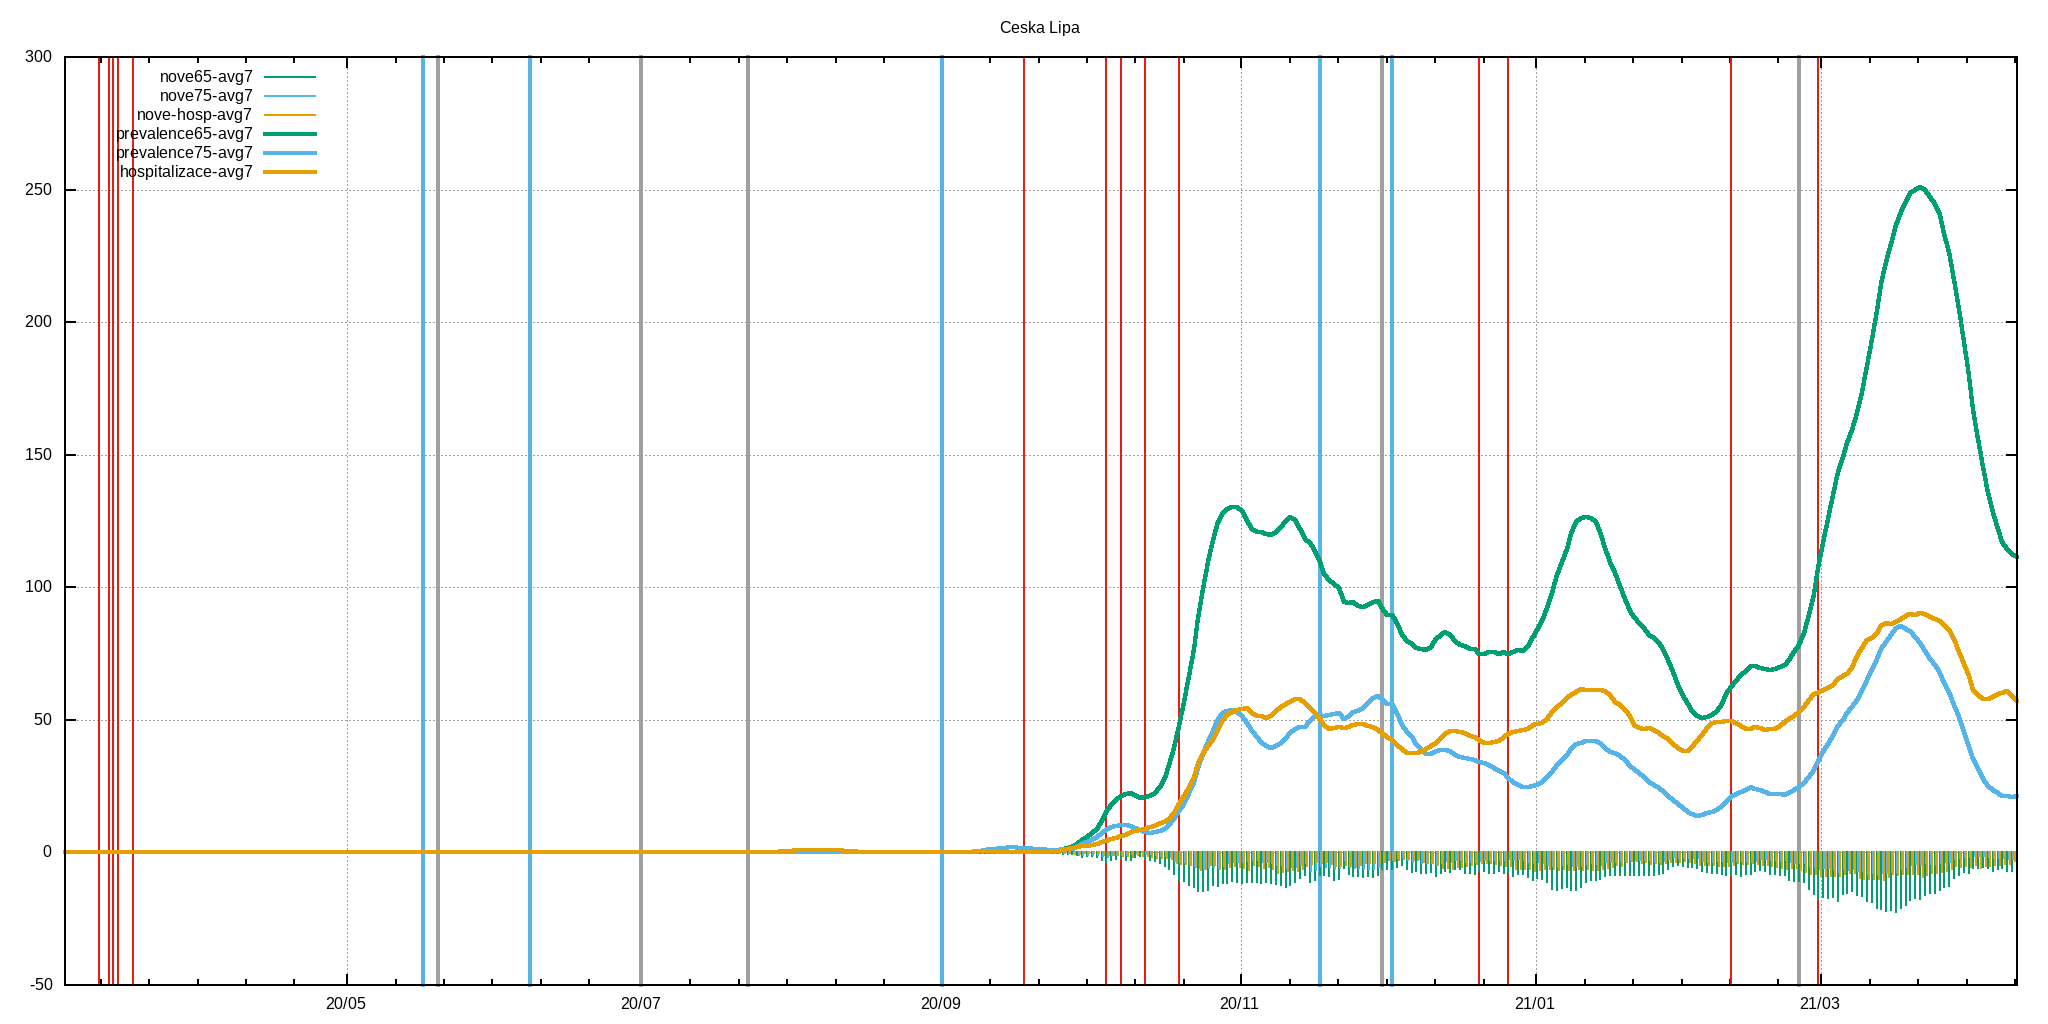 Ceska Lipa
300
250
200
150
100
50
0
-50
nove65-avg7
nove75-avg7
nove-hosp-avg7
prevalence65-avg7
prevalence75-avg7
hospitalizace-avg7
20/05
20/07
20/09
20/11
21/01
21/03